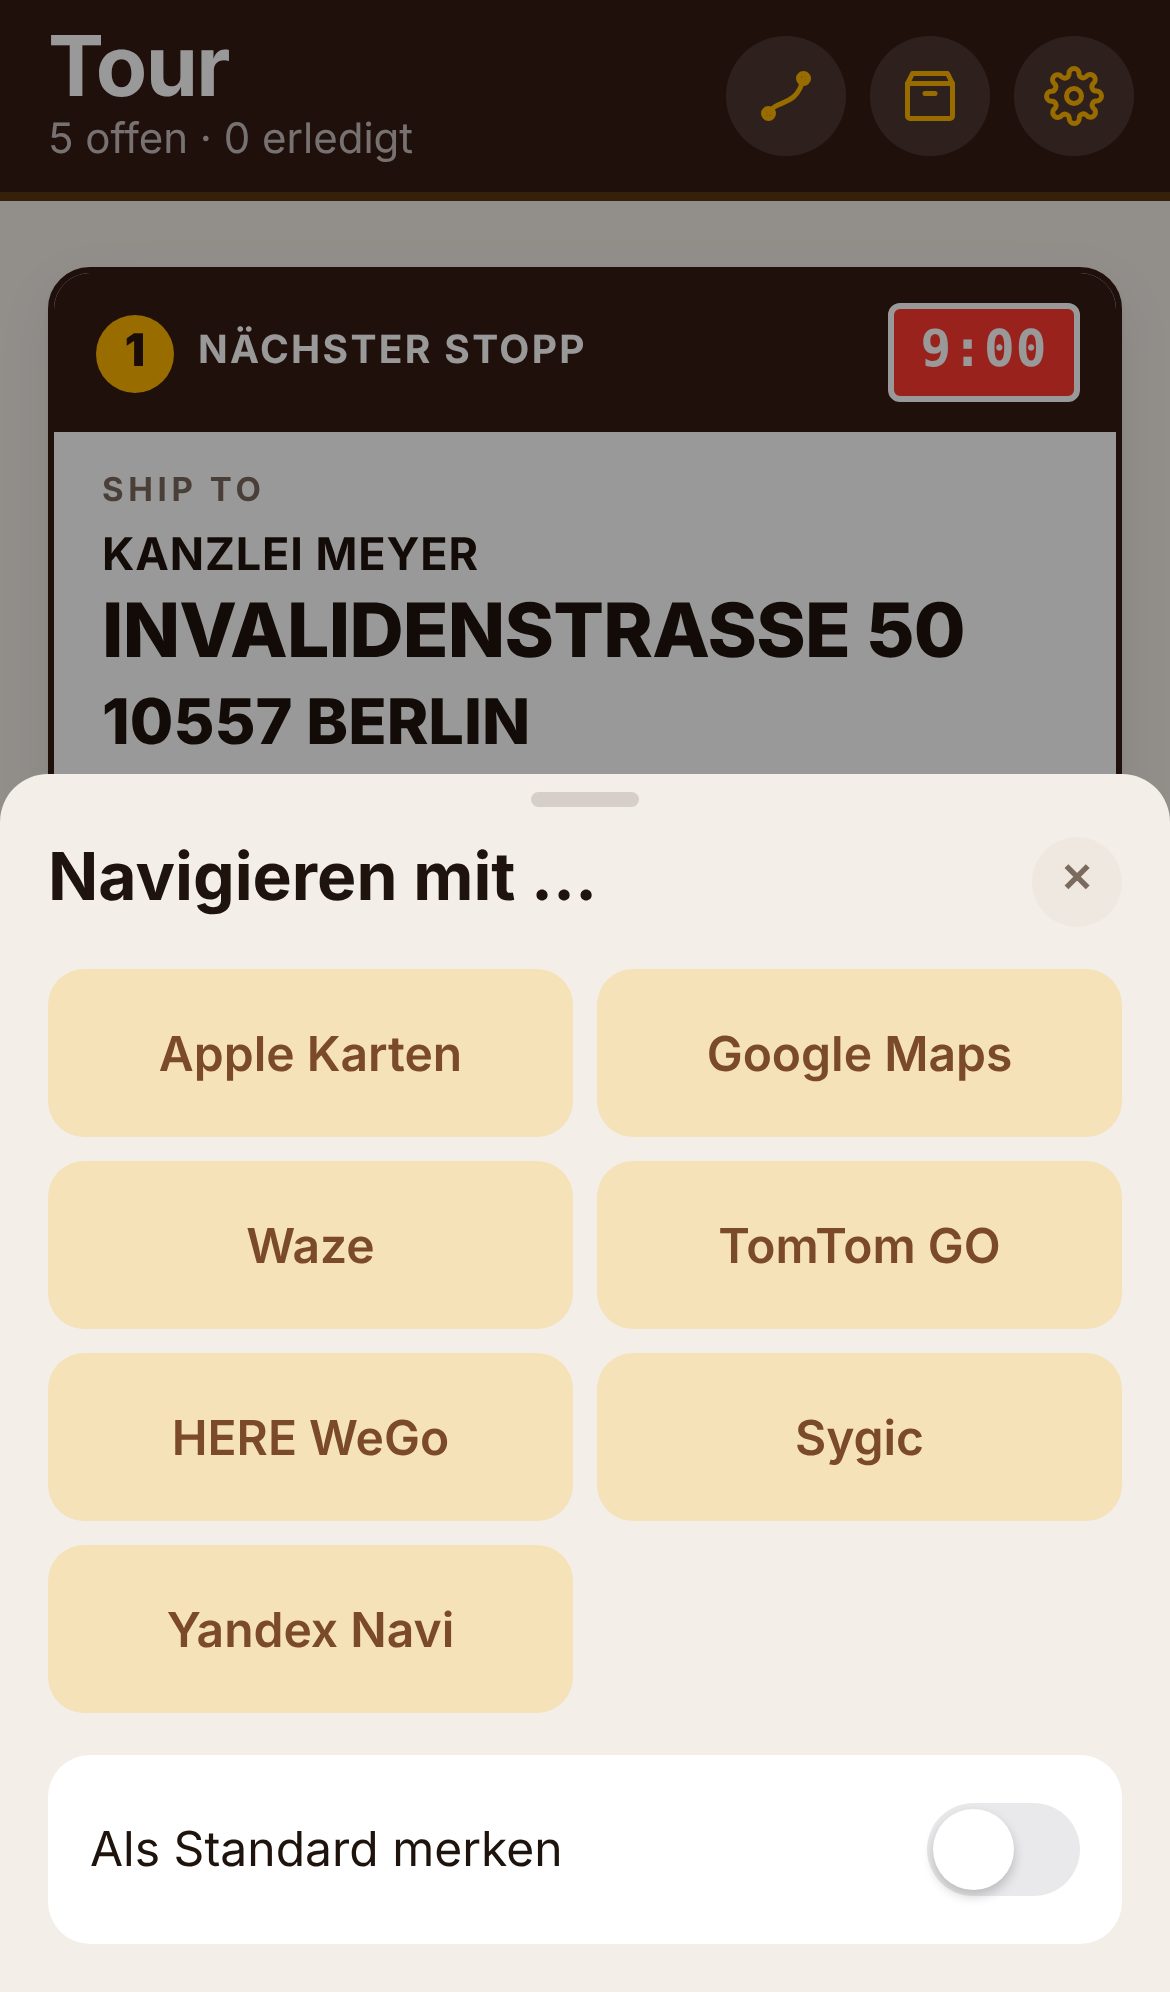 Tour
5 offen · 0 erledigt
1 NÄCHSTER STOPP 9:00
SHIP TO
KANZLEI MEYER
INVALIDENSTRASSE 50
10557 BERLIN
Navigieren mit ...
Apple Karten Google Maps
Waze TomTom GO
HERE WeGo Sygic
Yandex Navi
Als Standard merken